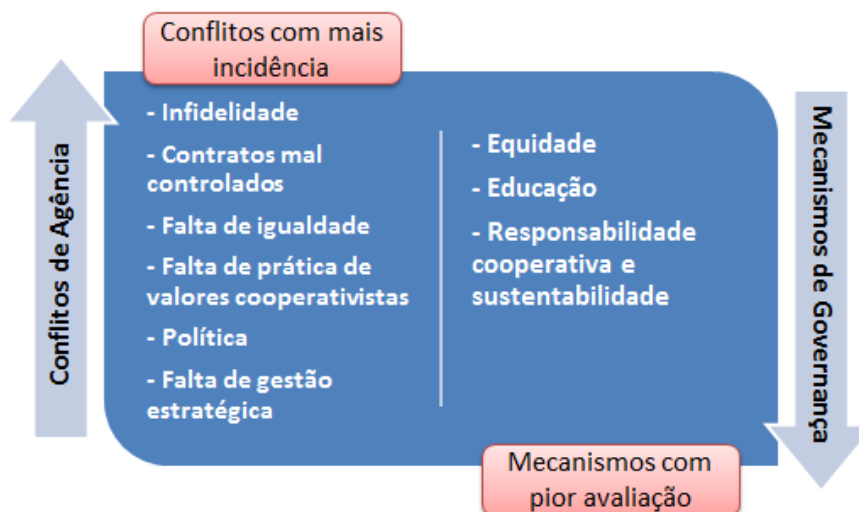 Conflitos com mais
incidência
Conflitos de Agência
- Infidelidade
- Contratos mal
controlados
- Falta de igualdade
- Falta de prática de
valores cooperativistas
- Política
- Falta de gestão
estratégica
- Equidade
- Educação
- Responsabilidade
cooperativa e
sustentabilidade
Mecanismos de Governança
Mecanismos com
pior avaliação